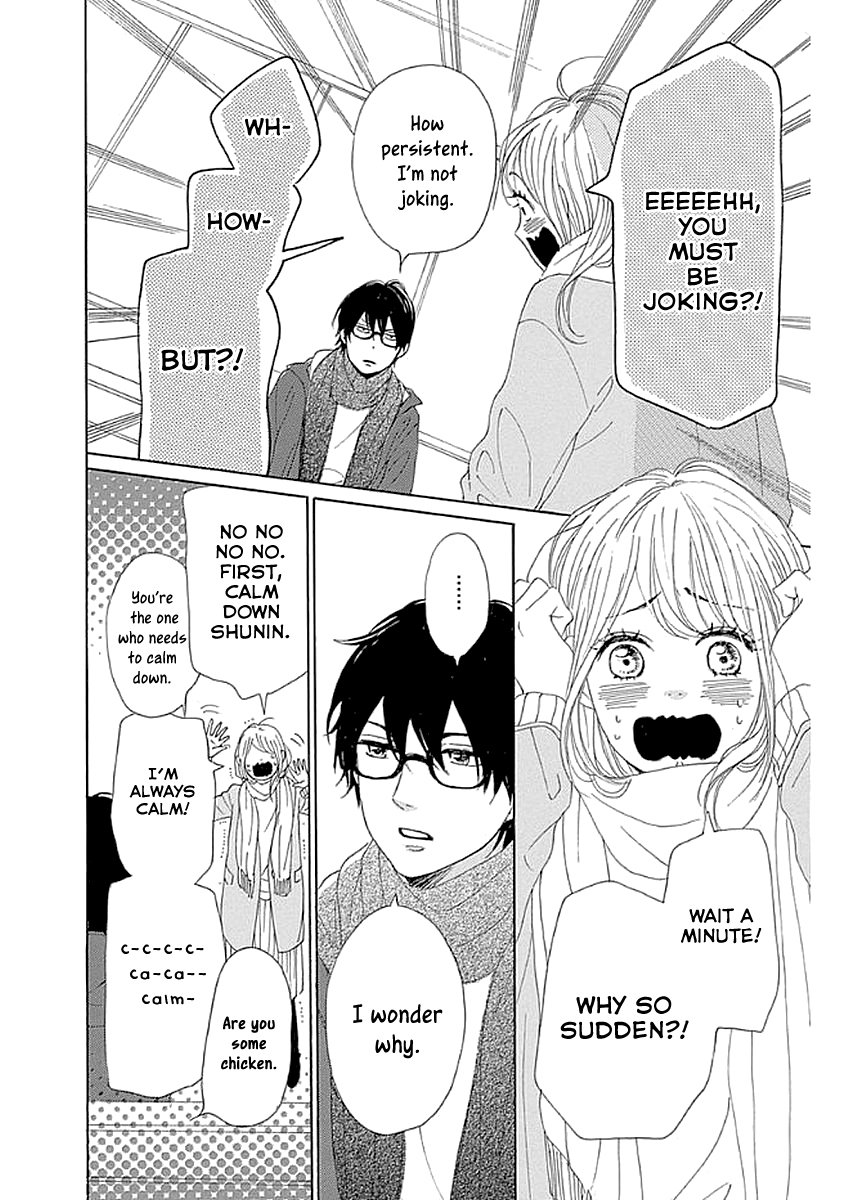 EEEEEHH,
YOU
MUST
BE
JOKING?!
How
persistent.
I'm not
joking.
WH-
HOW-
BUT?!
WAIT A
MINUTE!
WHY SO
SUDDEN?!
........
I wonder
why.
NO NO
NO NO.
FIRST,
CALM
DOWN
SHUNIN.
You're
the one
who needs
to calm
down.
I'M
ALWAYS
CALM!
c-c-c-c-
ca-ca--
calm-
Are you
some
chicken.